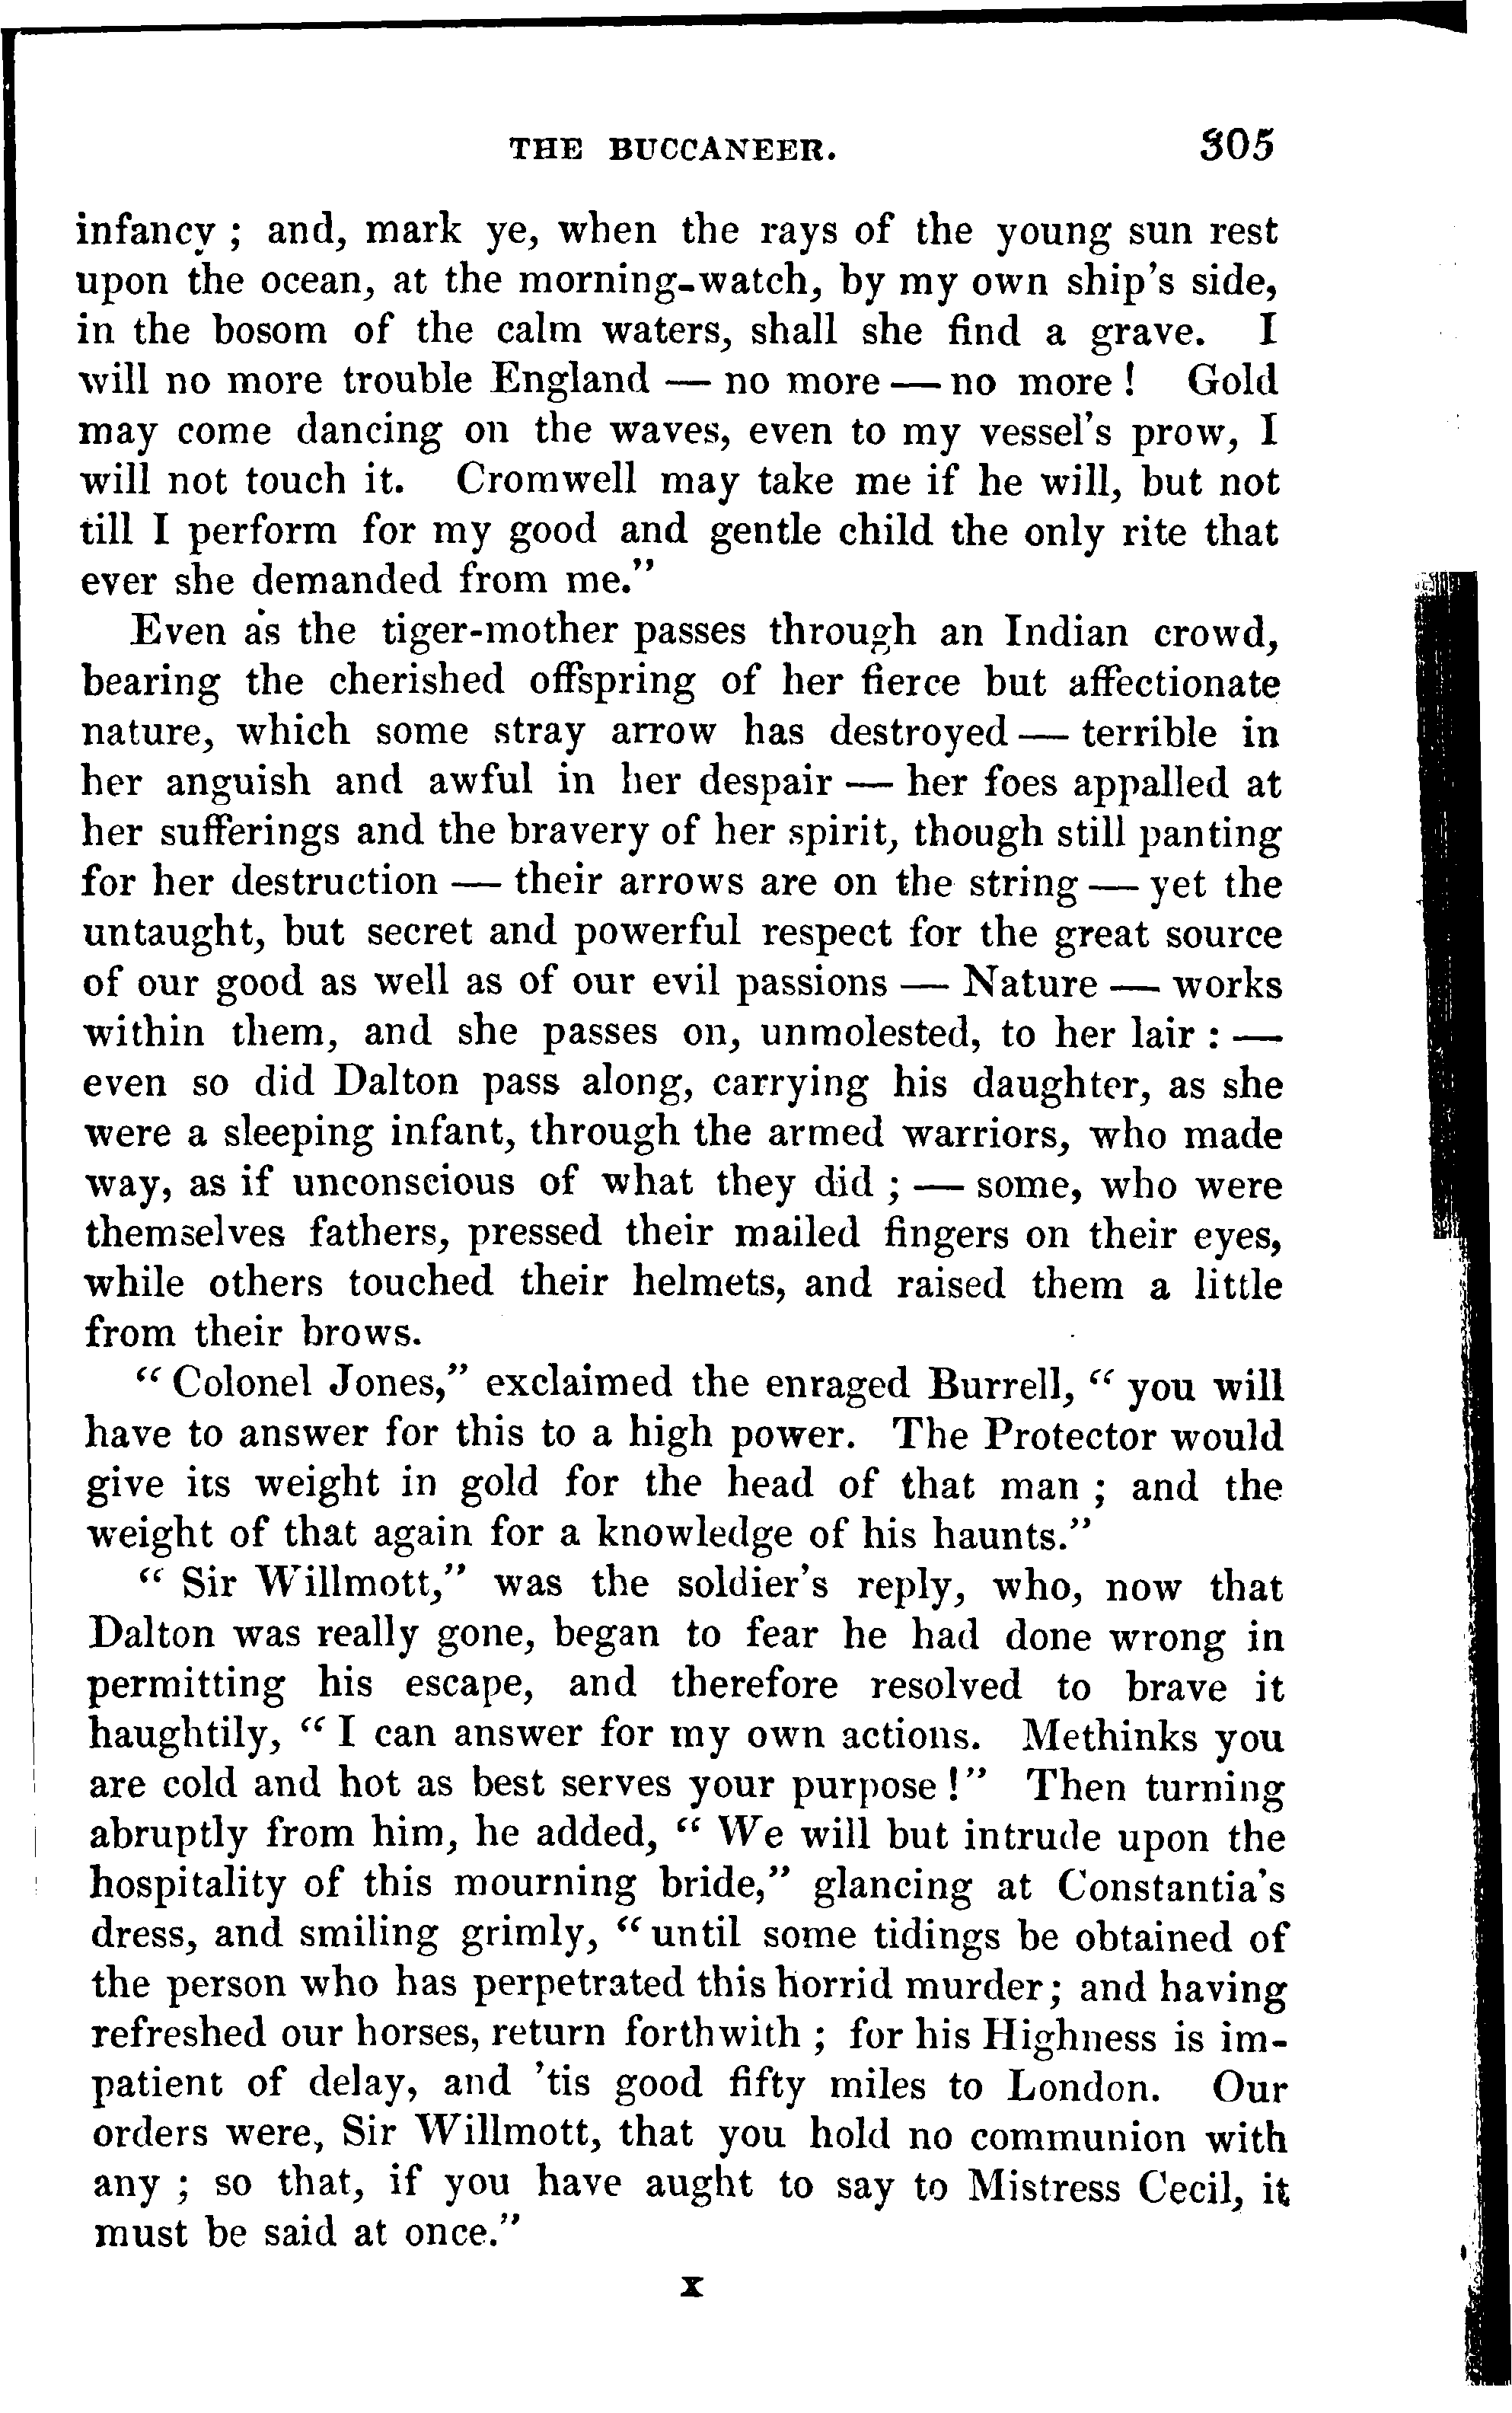 THE BUCCANEER. 305
infancy ; and, mark ye, when the rays of the young sun rest
upon the ocean, at the morning-watch, by my own ship's side,
in the bosom of the calm waters, shall she find a grave. I
will no more trouble England — no more — no more ! Gold
may come dancing on the waves, even to my vessel's prow, I
will not touch it. Cromwell may take me if he will, but not
till I perform for my good and gentle child the only rite that
ever she demanded from me."
Even as the tiger-mother passes through an Indian crowd,
bearing the cherished offspring of her fierce but affectionate
nature, which some stray arrow has destroyed — terrible in
her anguish and awful in her despair — her foes appalled at
her sufferings and the bravery of her spirit, though still panting
for her destruction — their arrows are on the string — yet the
untaught, but secret and powerful respect for the great source
of our good as well as of our evil passions — Nature — works
within them, and she passes on, unmolested, to her lair : —
even so did Dalton pass along, carrying his daughter, as she
were a sleeping infant, through the armed warriors, who made
way, as if unconscious of what they did ; — some, who were
themselves fathers, pressed their mailed fingers on their eyes,
while others touched their helmets, and raised them a little
from their brows.
"Colonel Jones," exclaimed the enraged Burrell, "you will
have to answer for this to a high power. The Protector would
give its weight in gold for the head of that man ; and the
weight of that again for a knowledge of his haunts."
"Sir Willmott," was the soldier's reply, who, now that
Dalton was really gone, began to fear he had done wrong in
permitting his escape, and therefore resolved to brave it
haughtily, "I can answer for my own actions. Methinks you
are cold and hot as best serves your purpose !" Then turning
abruptly from him, he added, "We will but intrude upon the
hospitality of this mourning bride," glancing at Constantia's
dress, and smiling grimly, "until some tidings be obtained of
the person who has perpetrated this horrid murder; and having
refreshed our horses, return forthwith ; for his Highness is im-
patient of delay, and 'tis good fifty miles to London. Our
orders were, Sir Willmott, that you hold no communion with
any ; so that, if you have aught to say to Mistress Cecil, it
must be said at once."
X